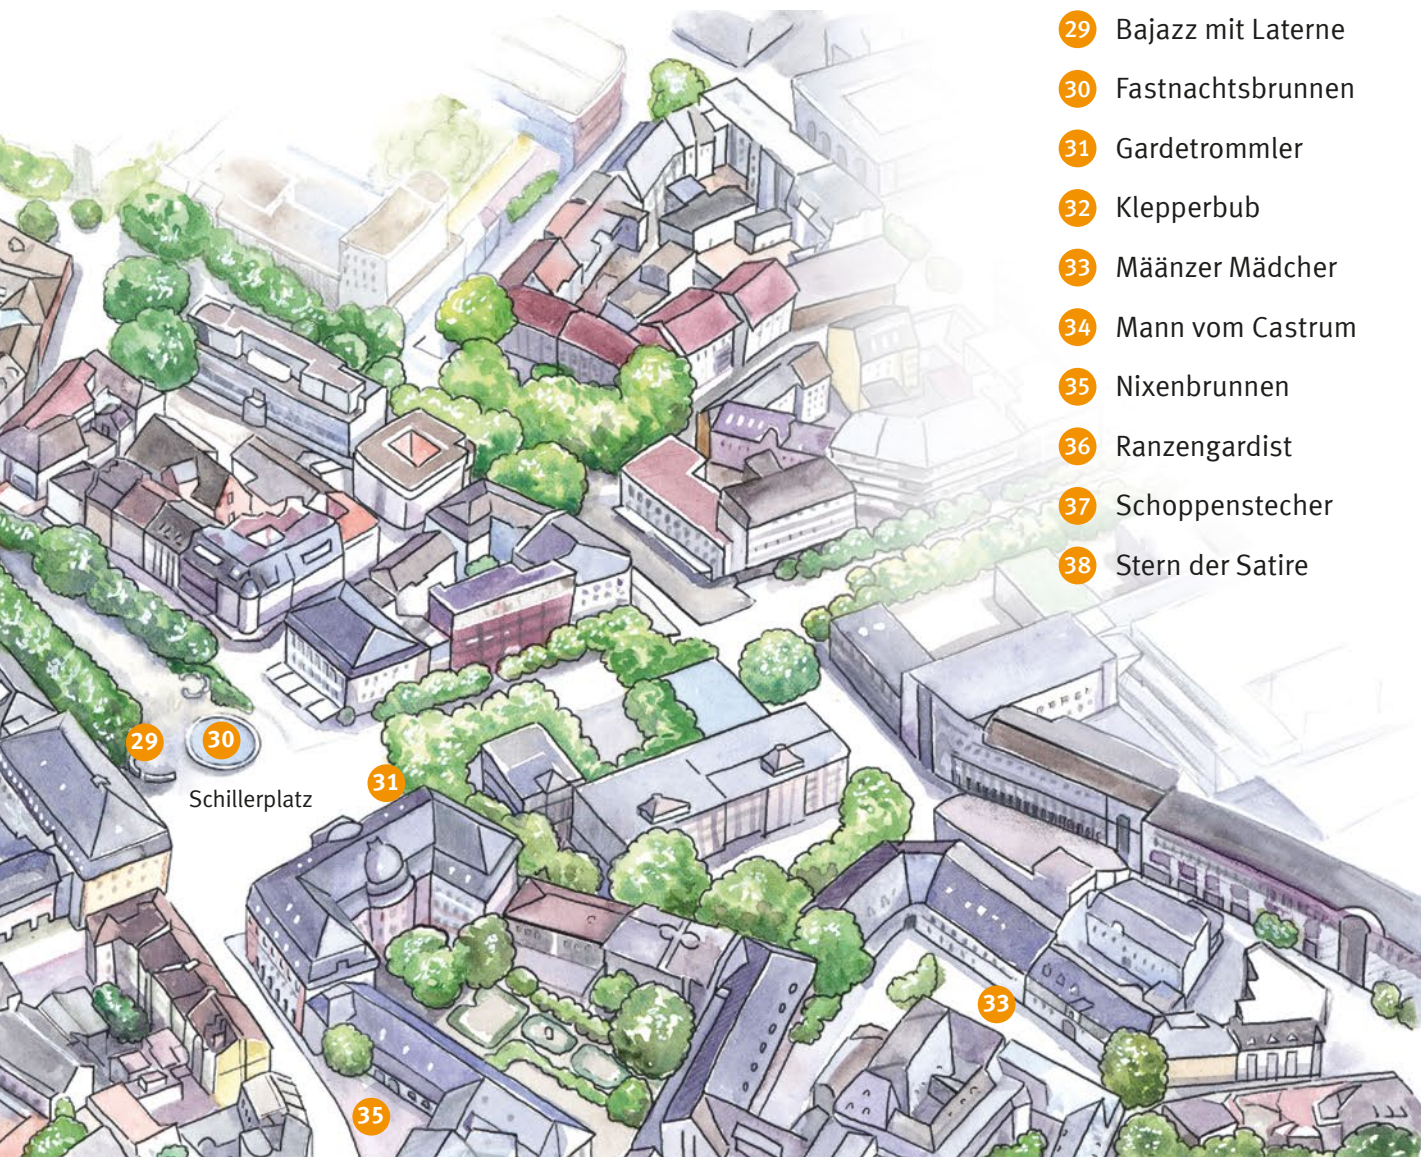 29 Bajazz mit Laterne
30 Fastnachtsbrunnen
31 Gardetrommler
32 Klepperbub
33 Määnzer Mädcher
34 Mann vom Castrum
35 Nixenbrunnen
36 Ranzengardist
37 Schoppenstecher
38 Stern der Satire
29
30
31
Schillerplatz
33
35